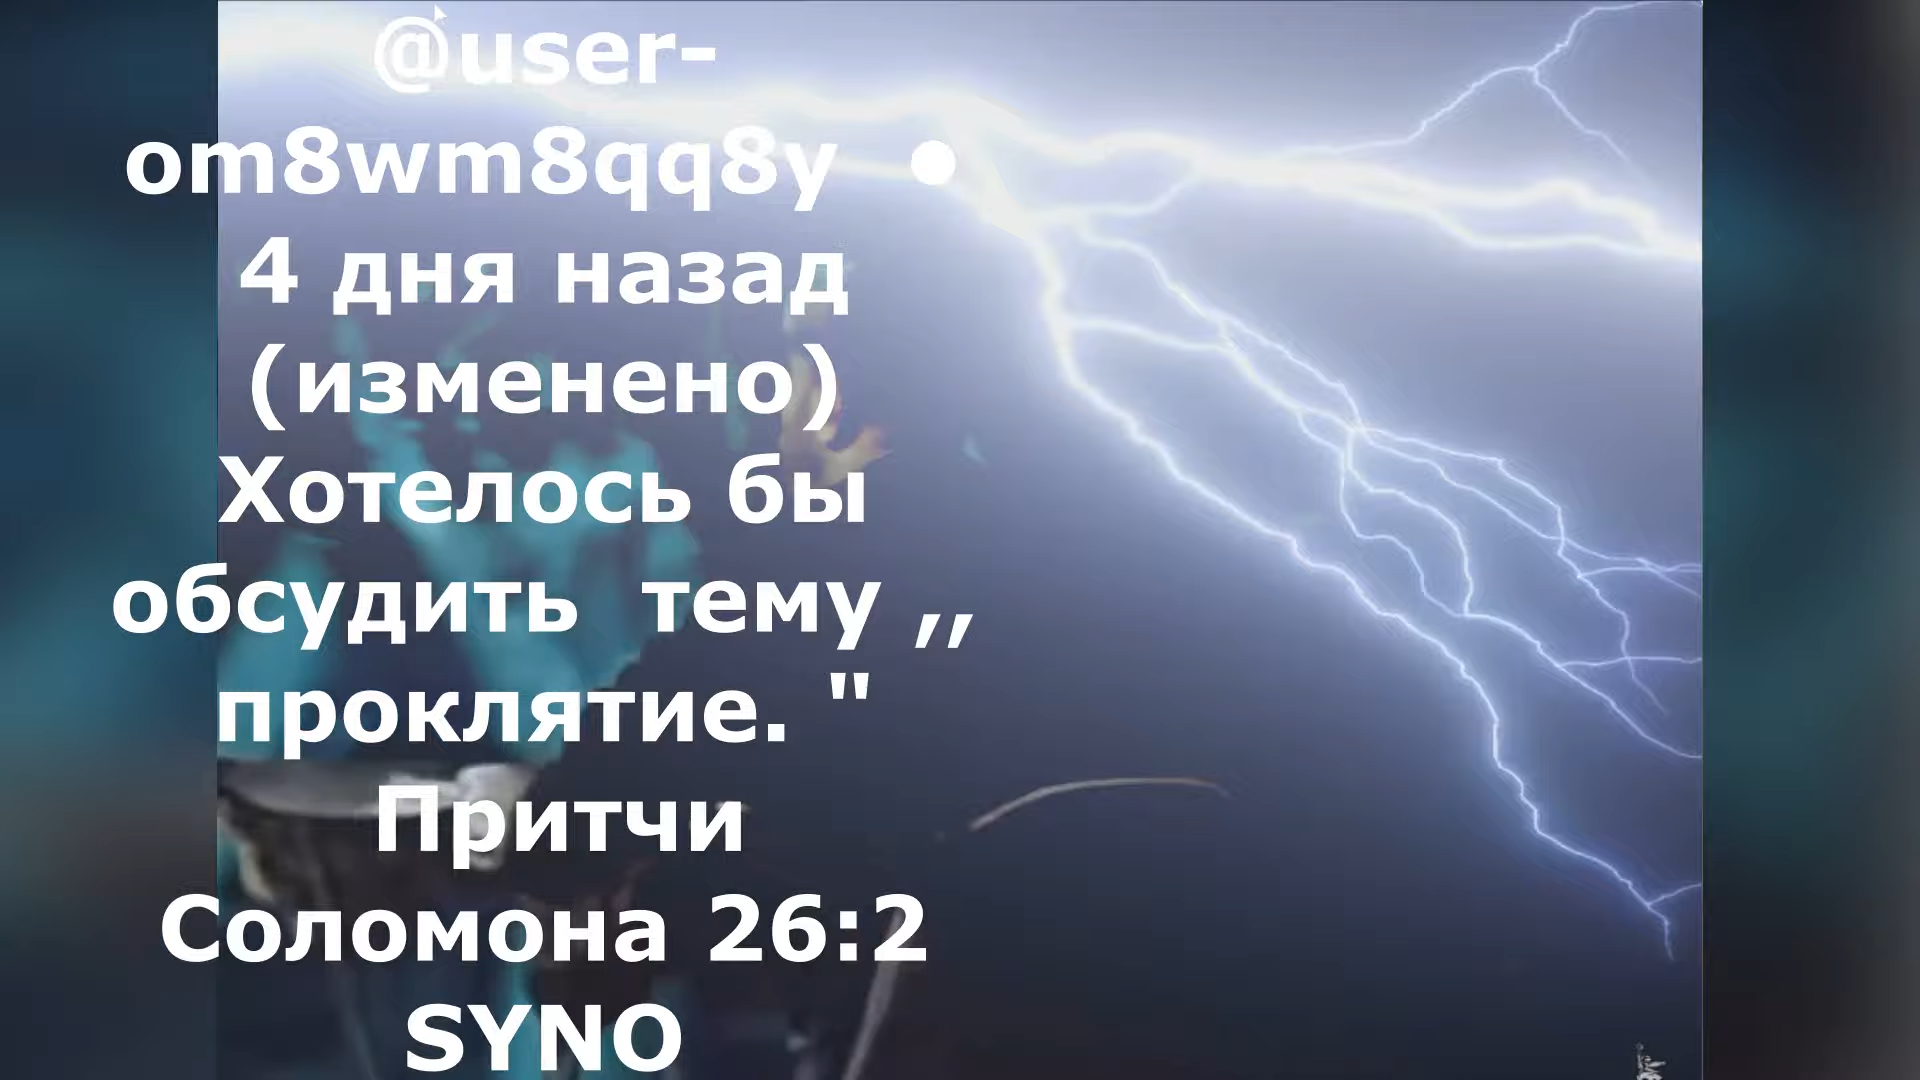 @user-
om8wm8qq8y •
4 дня назад
(изменено)
Хотелось бы
обсудить тему ,,
проклятие. "
Притчи
Соломона 26:2
SYNO